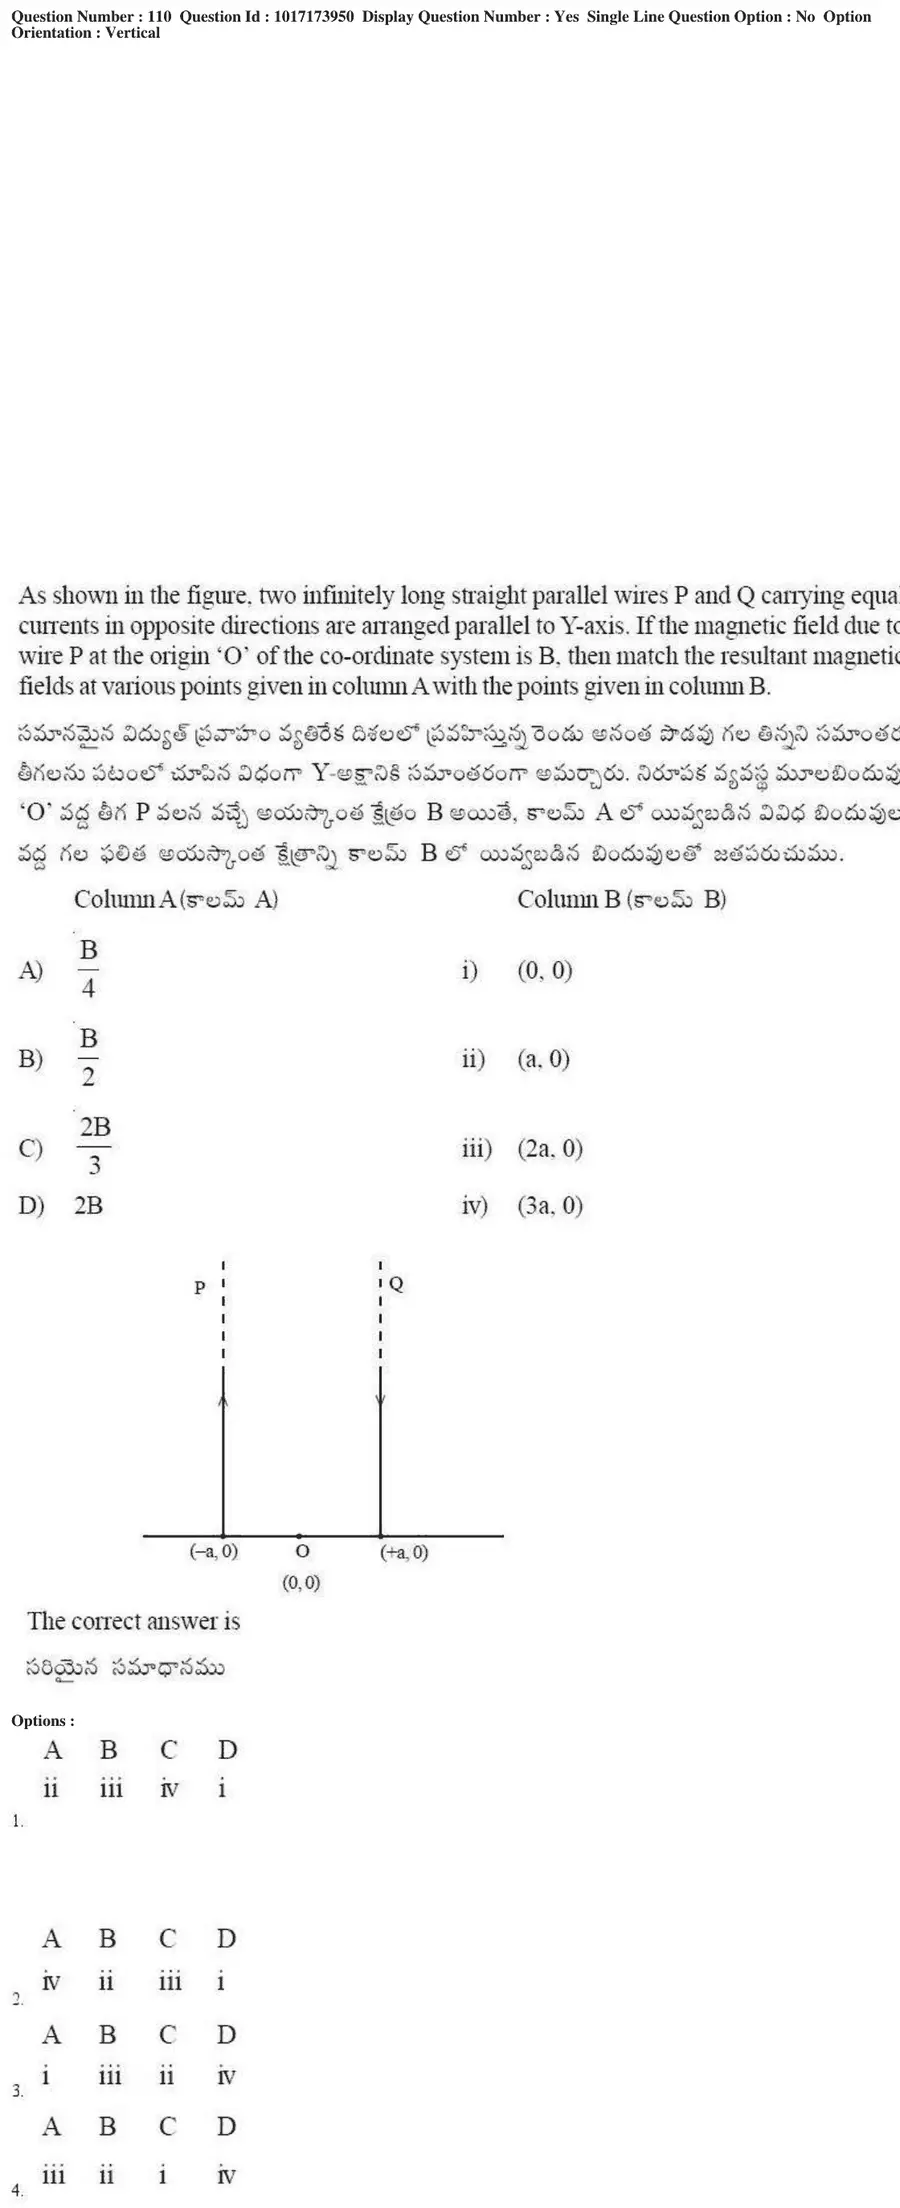 Question Number : 110 Question Id : 1017173950 Display Question Number : Yes Single Line Question Option : No Option
Orientation : Vertical
As shown in the figure, two infinitely long straight parallel wires P and Q carrying equa
currents in opposite directions are arranged parallel to Y-axis. If the magnetic field due to
wire P at the origin ‘O’ of the co-ordinate system is B, then match the resultant magnetic
fields at various points given in column A with the points given in column B.
సమానమైన విద్యుత్ ప్రవాహం వ్యతిరేక దిశలలో ప్రవహిస్తున్న రెండు అనంత పొడవు గల తిన్నని సమాంతర
తీగలను పటంలో చూపిన విధంగా Y-అక్షానికి సమాంతరంగా అమర్చారు. నిరూపక వ్యవస్థ మూలబిందువు
‘O’ వద్ద తీగ P వలన వచ్చే అయస్కాంత క్షేత్రం B అయితే, కాలమ్ A లో యివ్వబడిన వివిధ బిందువుల
వద్ద గల ఫలిత అయస్కాంత క్షేత్రాన్ని కాలమ్ B లో యివ్వబడిన బిందువులతో జతపరుచుము.
Column A (కాలమ్ A) Column B (కాలమ్ B)
A) B/4 i) (0, 0)
B) B/2 ii) (a, 0)
C) 2B/3 iii) (2a, 0)
D) 2B iv) (3a, 0)
P Q
(–a, 0) O (+a, 0)
(0, 0)
The correct answer is
సరియైన సమాధానము
Options :
A B C D
ii iii iv i
1.
A B C D
iv ii iii i
2.
A B C D
i iii ii iv
3.
A B C D
iii ii i iv
4.